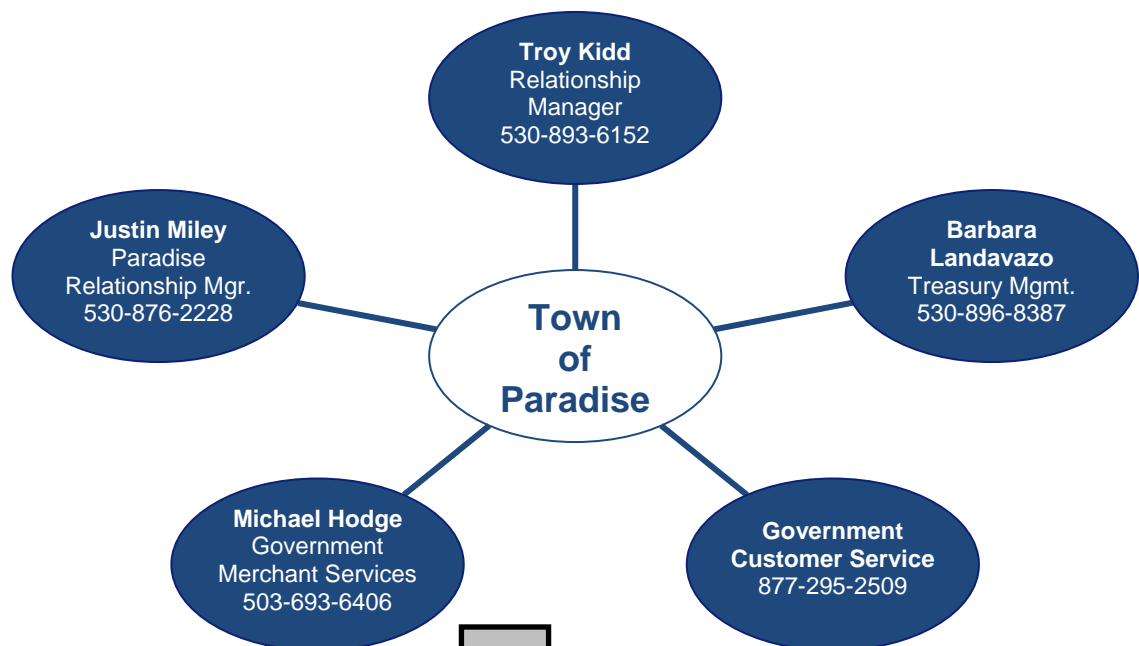 Troy Kidd
Relationship
Manager
530-893-6152
Justin Miley
Paradise
Relationship Mgr.
530-876-2228
Barbara
Landavazo
Treasury Mgmt.
530-896-8387
Town
of
Paradise
Michael Hodge
Government
Merchant Services
503-693-6406
Government
Customer Service
877-295-2509